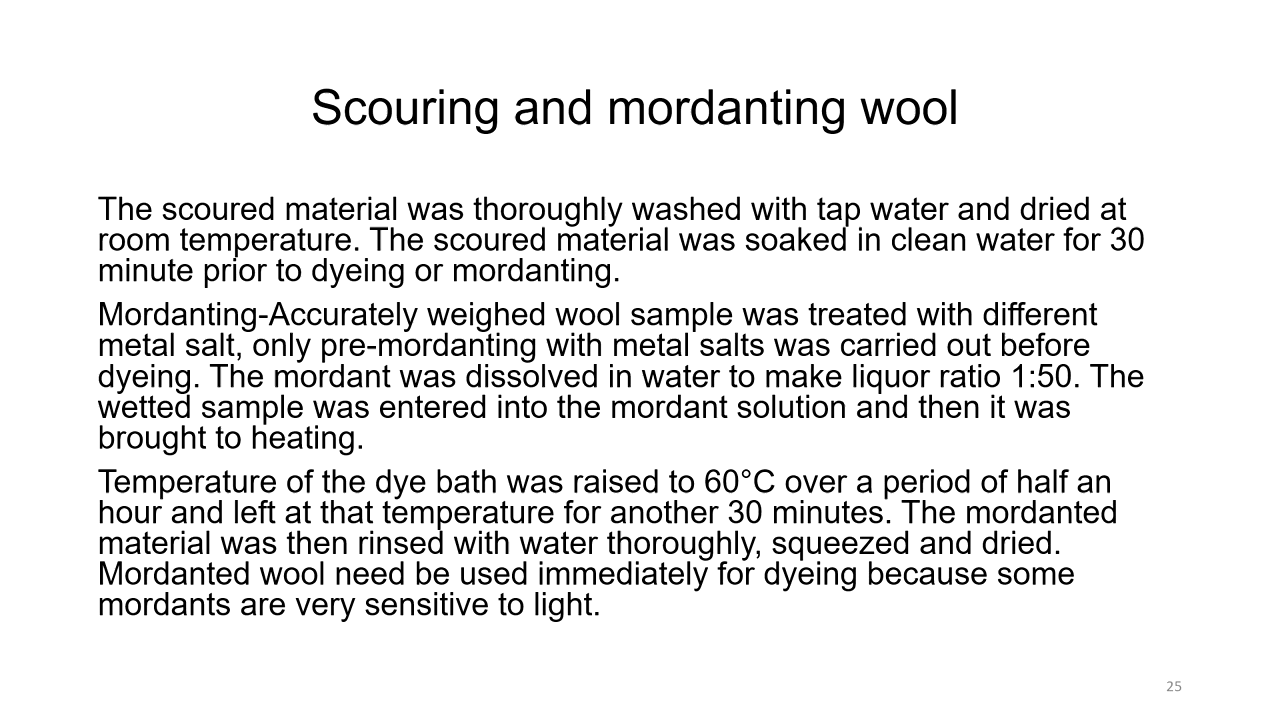 Scouring and mordanting wool
The scoured material was thoroughly washed with tap water and dried at
room temperature. The scoured material was soaked in clean water for 30
minute prior to dyeing or mordanting.
Mordanting-Accurately weighed wool sample was treated with different
metal salt, only pre-mordanting with metal salts was carried out before
dyeing. The mordant was dissolved in water to make liquor ratio 1:50. The
wetted sample was entered into the mordant solution and then it was
brought to heating.
Temperature of the dye bath was raised to 60°C over a period of half an
hour and left at that temperature for another 30 minutes. The mordanted
material was then rinsed with water thoroughly, squeezed and dried.
Mordanted wool need be used immediately for dyeing because some
mordants are very sensitive to light.
25